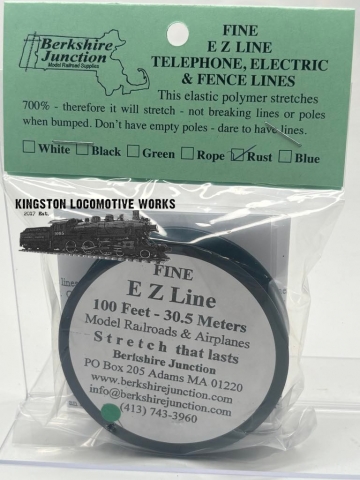 Berkshire
Junction
Model Railroad Supplies
FINE
E Z LINE
TELEPHONE, ELECTRIC
& FENCE LINES
This elastic polymer stretches
700% - therefore it will stretch - not breaking lines or poles
when bumped. Don't have empty poles - dare to have lines.
White Black Green Rope Rust Blue
KINGSTON LOCOMOTIVE WORKS
FINE
E Z Line
100 Feet - 30.5 Meters
Model Railroads & Airplanes
Stretch that lasts
Berkshire Junction
PO Box 205 Adams MA 01220
www.berkshirejunction.com
info@berkshirejunction.com
(413) 743-3960